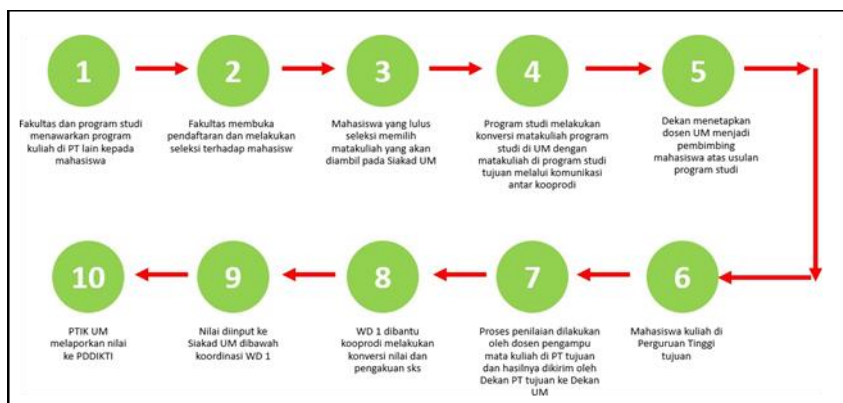 1
Fakultas dan program studi
menawarkan program
kuliah di PT lain kepada
mahasiswa
2
Fakultas membuka
pendaftaran dan melakukan
seleksi terhadap mahasisw
3
Mahasiswa yang lulus
seleksi memilih
matakuliah yang akan
diambil pada Siakad UM
4
Program studi melakukan
konversi matakuliah program
studi di UM dengan
matakuliah di program studi
tujuan melalui komunikasi
antar kooprodi
5
Dekan menetapkan
dosen UM menjadi
pembimbing
mahasiswa atas usulan
program studi
6
Mahasiswa kuliah di
Perguruan Tinggi
tujuan
7
Proses penilaian dilakukan
oleh dosen pengampu
mata kuliah di PT tujuan
dan hasilnya dikirim oleh
Dekan PT tujuan ke Dekan
UM
8
WD 1 dibantu
kooprodi melakukan
konversi nilai dan
pengakuan sks
9
Nilai diinput ke
Siakad UM dibawah
koordinasi WD 1
10
PTIK UM
melaporkan nilai
ke PDDIKTI